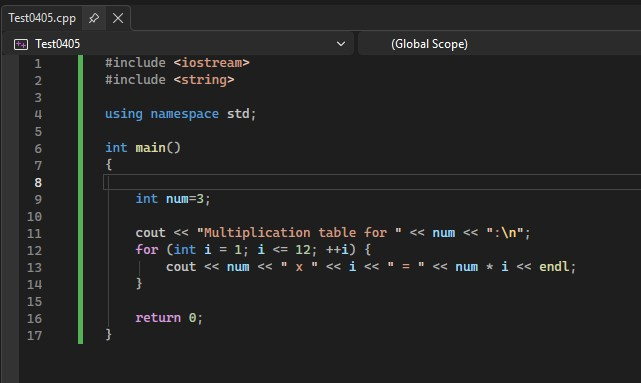 Test0405.cpp
Test0405 (Global Scope)
1 #include <iostream>
2 #include <string>
3
4 using namespace std;
5
6 int main()
7 {
8
9 int num=3;
10
11 cout << "Multiplication table for " << num << ":\n";
12 for (int i = 1; i <= 12; ++i) {
13 cout << num << " x " << i << " = " << num * i << endl;
14 }
15
16 return 0;
17 }